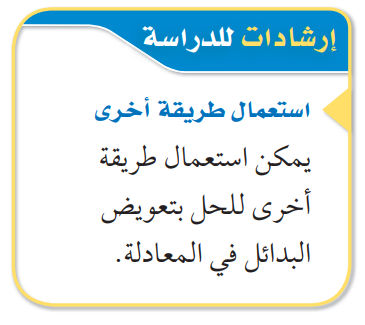 إرشادات للدراسة
استعمال طريقة أخرى
يمكن استعمال طريقة
أخرى للحل بتعويض
البدائل في المعادلة.